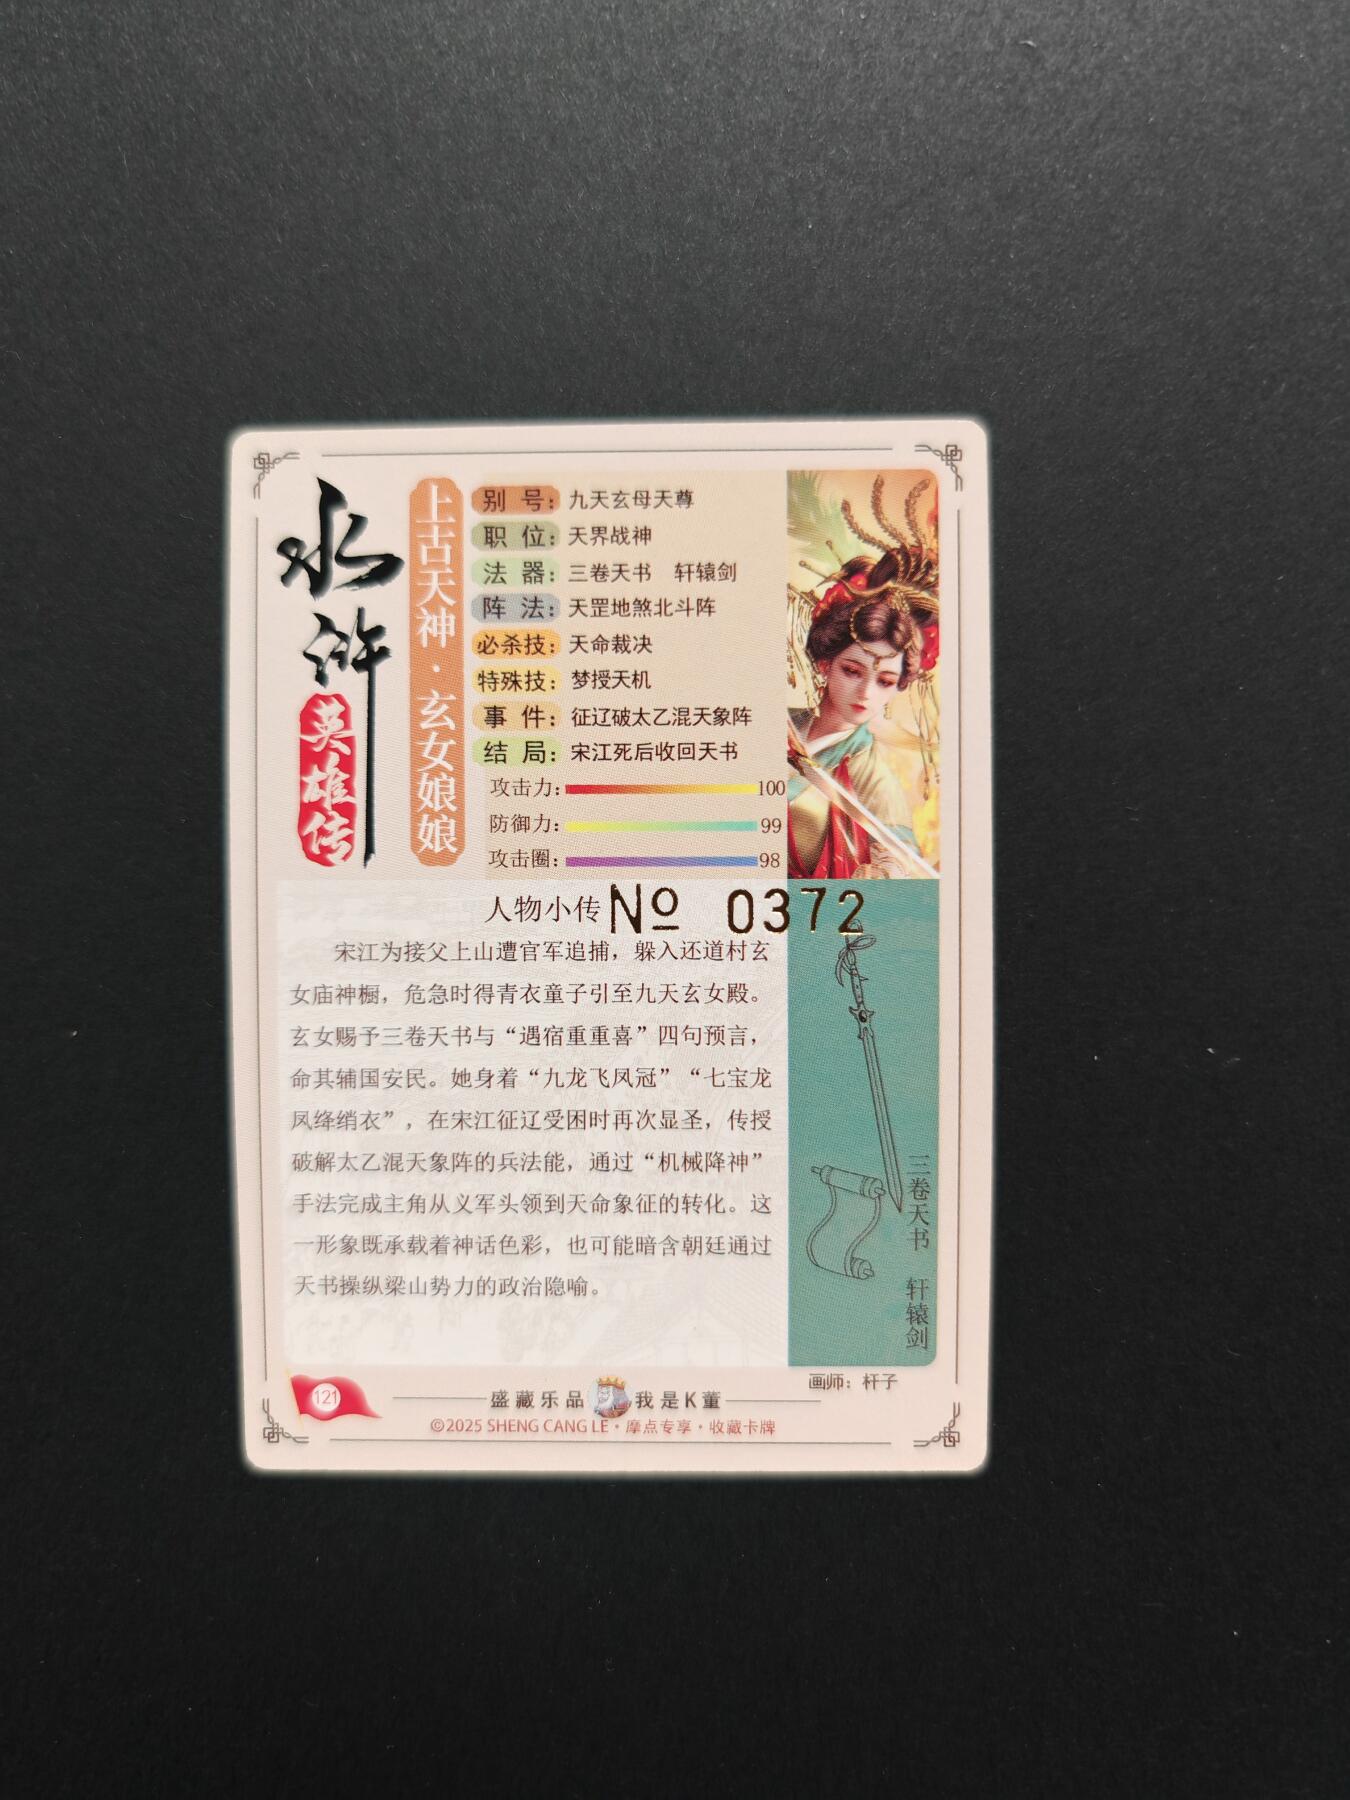 水浒
英雄传
上古天神·玄女娘娘
别号：九天玄母天尊
职位：天界战神
法器：三卷天书 轩辕剑
阵法：天罡地煞北斗阵
必杀技：天命裁决
特殊技：梦授天机
事件：征辽破太乙混天象阵
结局：宋江死后收回天书
攻击力：100
防御力：99
攻击圈：98
人物小传 No 0372
宋江为接父上山遭官军追捕，躲入还道村玄
女庙神橱，危急时得青衣童子引至九天玄女殿。
玄女赐予三卷天书与“遇宿重重喜”四句预言，
命其辅国安民。她身着“九龙飞凤冠”“七宝龙
凤绛绡衣”，在宋江征辽受困时再次显圣，传授
破解太乙混天象阵的兵法能，通过“机械降神”
手法完成主角从义军头领到天命象征的转化。这
一形象既承载着神话色彩，也可能暗含朝廷通过
天书操纵梁山势力的政治隐喻。
三卷天书 轩辕剑
画师：杆子
121
盛藏乐品 我是K董
©2025 SHENG CANG LE·摩点专享·收藏卡牌